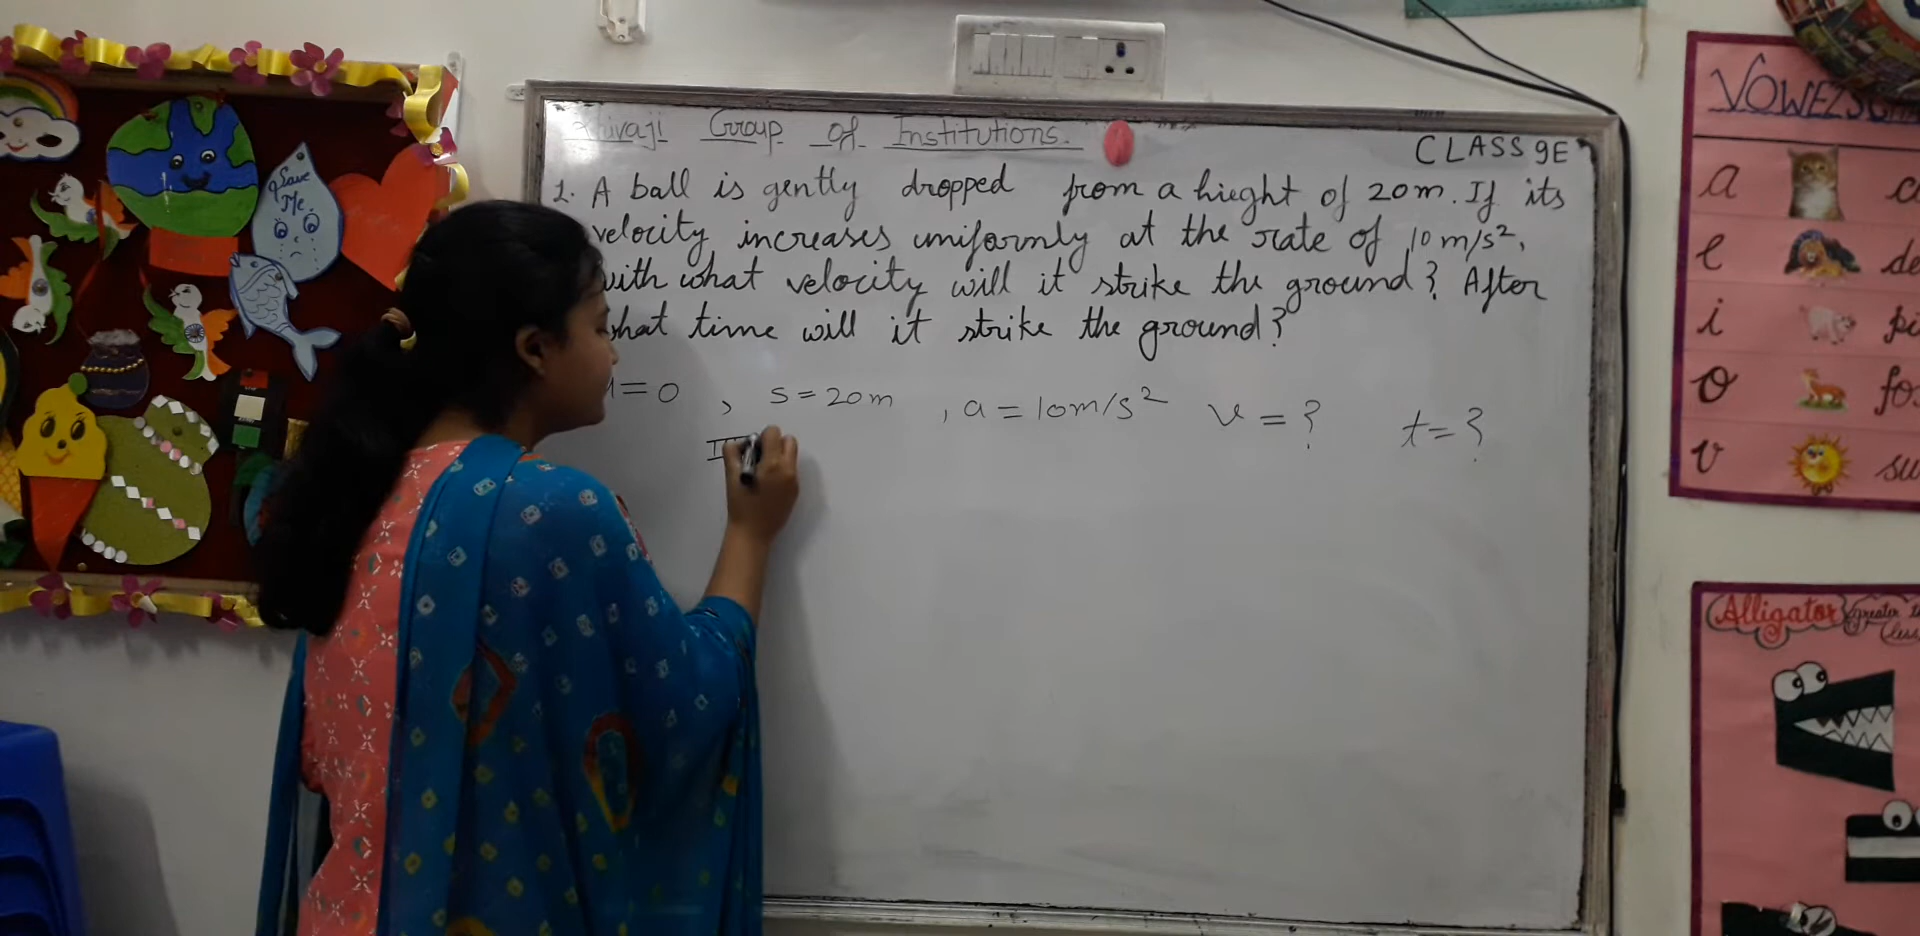 Group of Institutions.
CLASS 9E
1. A ball is gently dropped from a hieght of 20m. If its
velocity increases uniformly at the rate of 10 m/s²,
with what velocity will it strike the ground? After
what time will it strike the ground?
=0 , s=20m , a=10m/s² v=? t=?
Save Me
a
e
i
o
u
Alligator greater